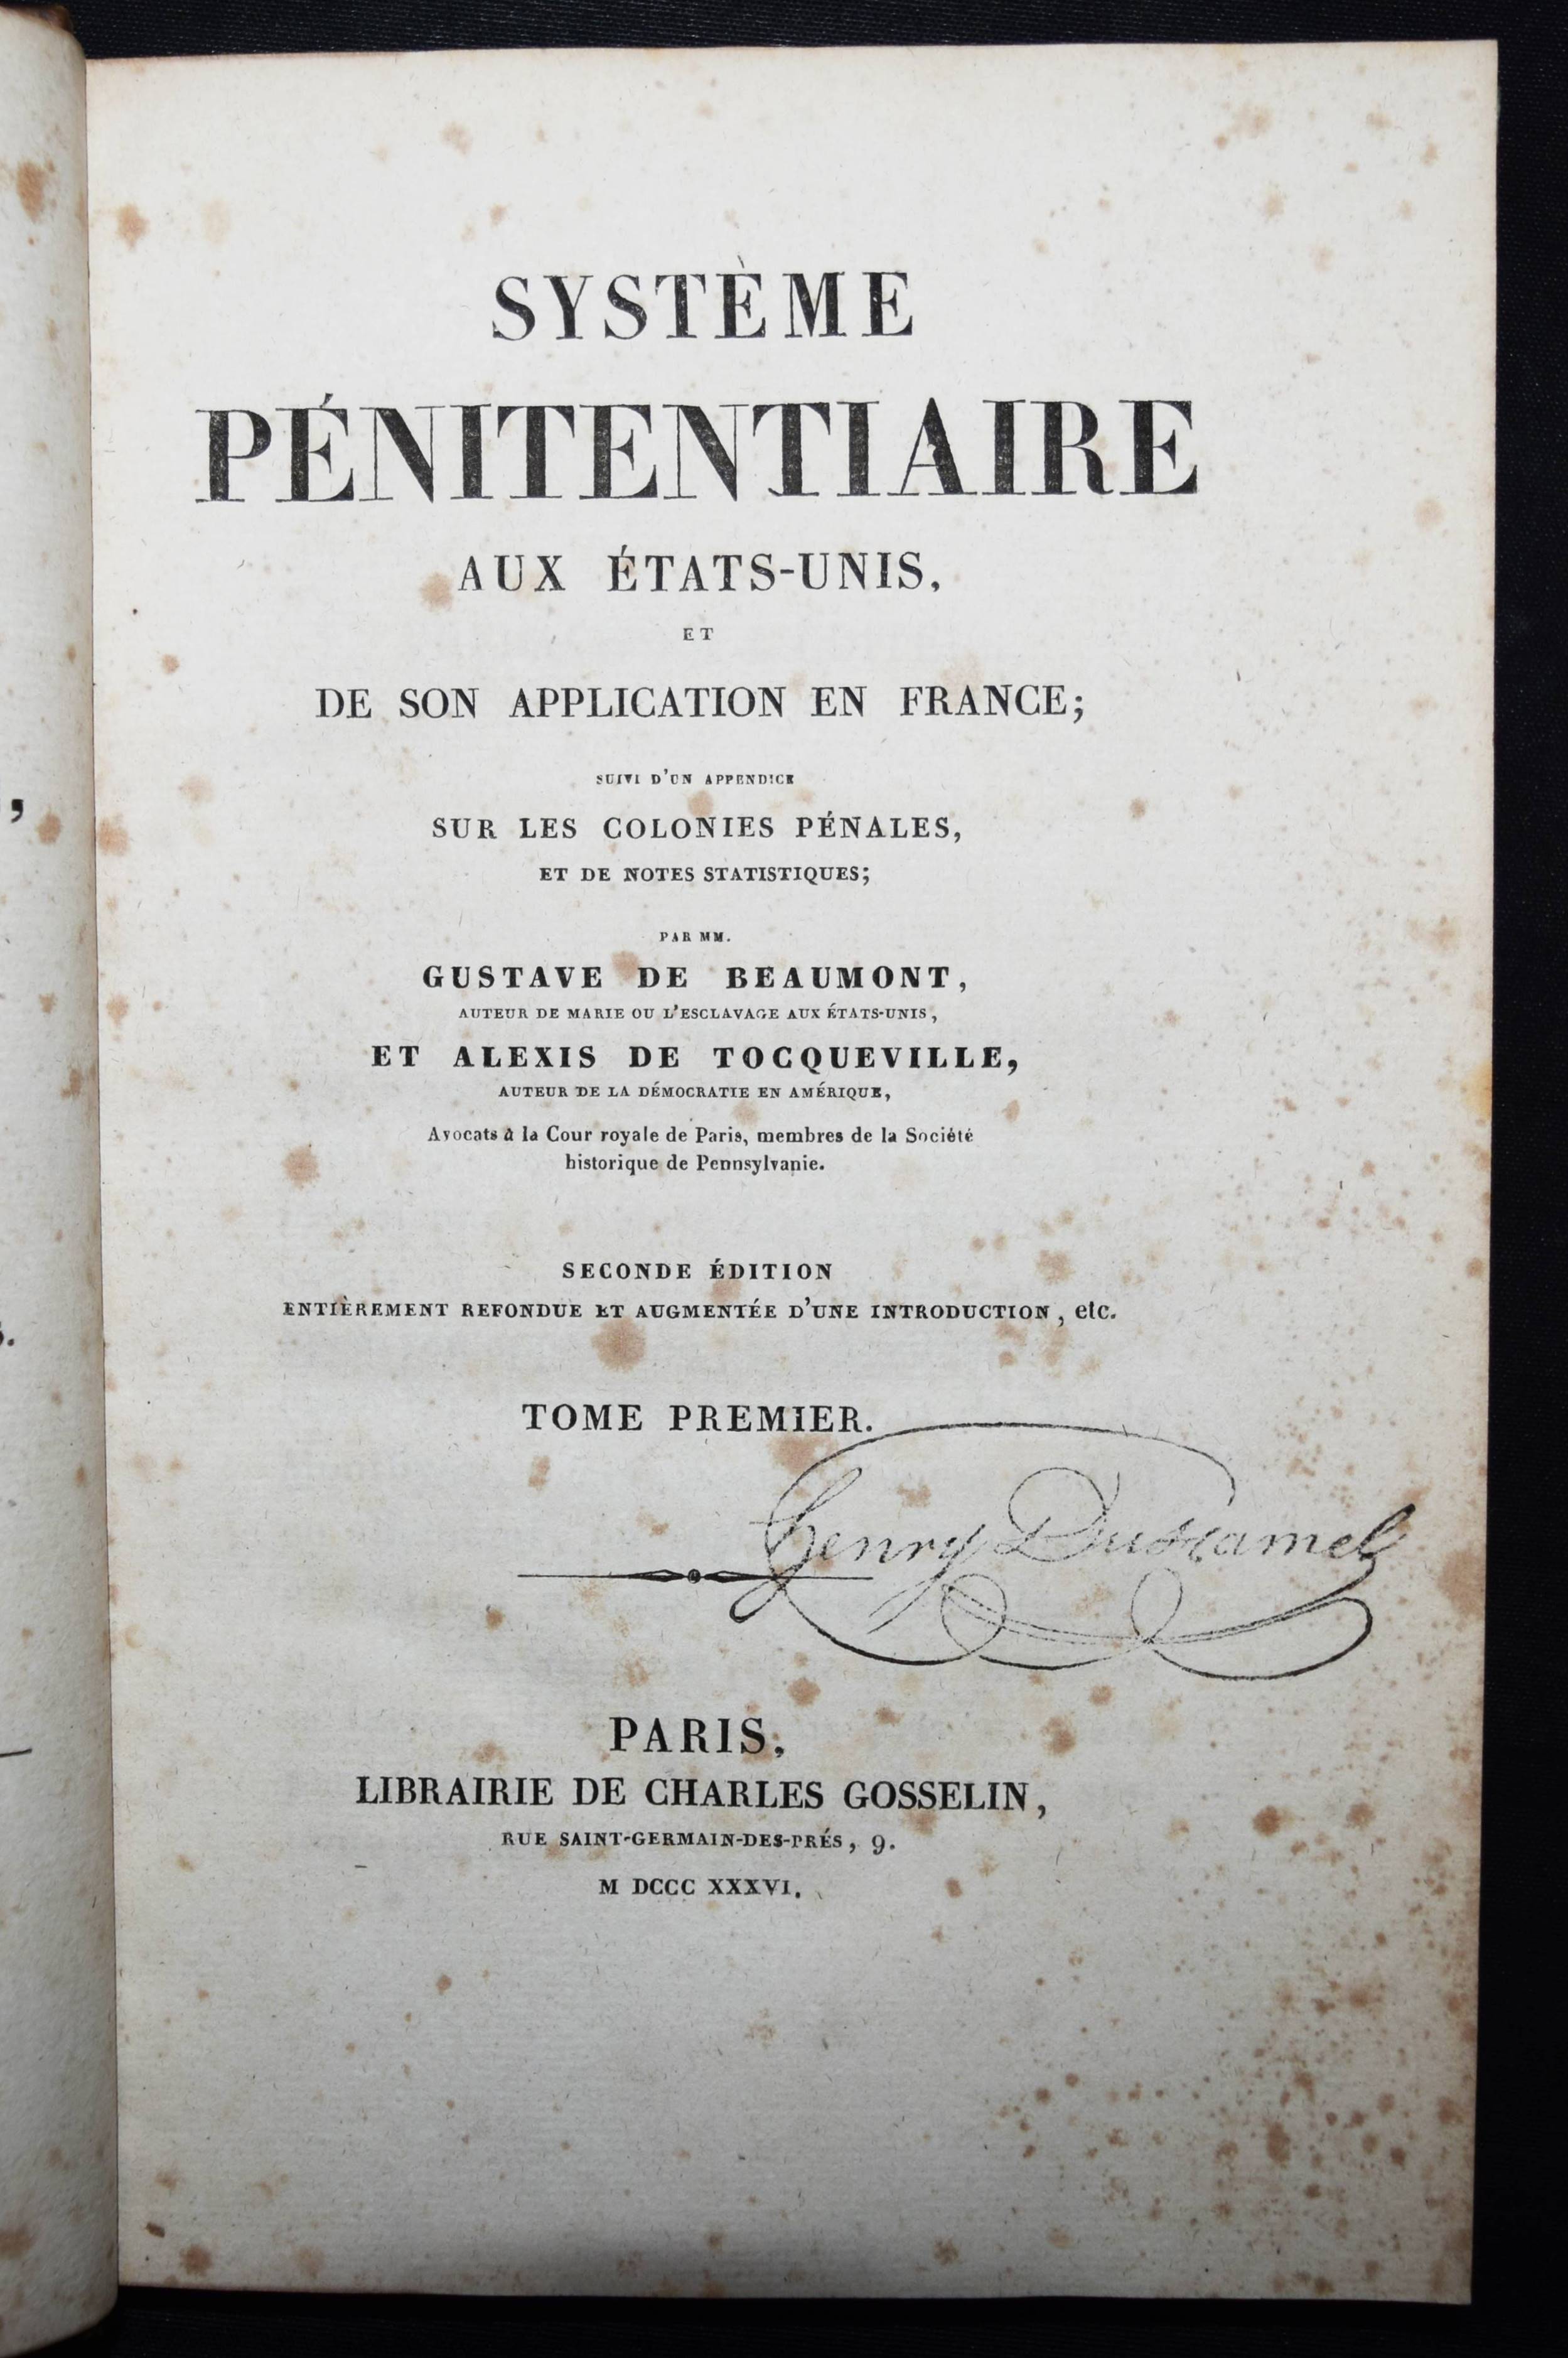 SYSTÈME
PÉNITENTIAIRE
AUX ÉTATS-UNIS,
ET
DE SON APPLICATION EN FRANCE;
SUIVI D'UN APPENDICE
SUR LES COLONIES PÉNALES,
ET DE NOTES STATISTIQUES;
PAR MM.
GUSTAVE DE BEAUMONT,
AUTEUR DE MARIE OU L'ESCLAVAGE AUX ÉTATS-UNIS,
ET ALEXIS DE TOCQUEVILLE,
AUTEUR DE LA DÉMOCRATIE EN AMÉRIQUE,
Avocats à la Cour royale de Paris, membres de la Société
historique de Pennsylvanie.
SECONDE ÉDITION
ENTIÈREMENT REFONDUE ET AUGMENTÉE D'UNE INTRODUCTION, etc.
TOME PREMIER.
Henry
PARIS,
LIBRAIRIE DE CHARLES GOSSELIN,
RUE SAINT-GERMAIN-DES-PRÉS, 9.
M DCCC XXXVI.